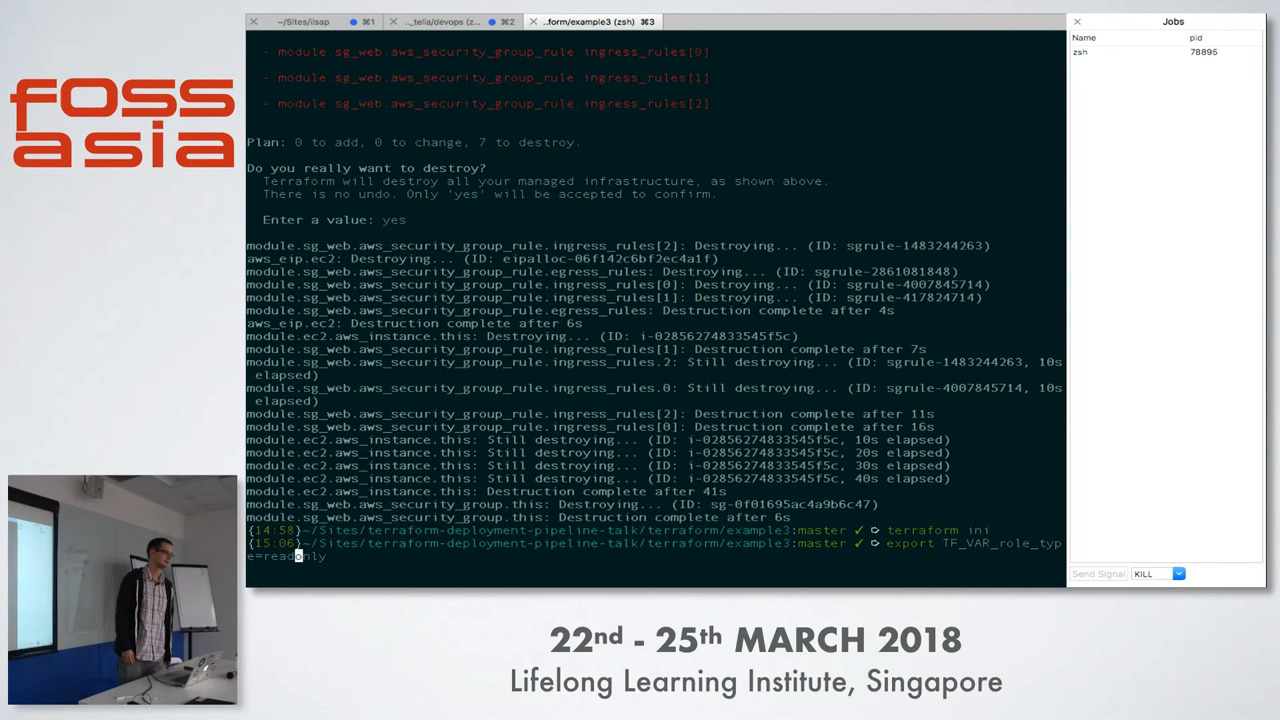 ~/Sites/ilsap ⌘1
.._telia/devops (z... ⌘2
..form/example3 (zsh) ⌘3
Jobs
Name pid
zsh 78895
- module.sg_web.aws_security_group_rule.ingress_rules[0]
- module.sg_web.aws_security_group_rule.ingress_rules[1]
- module.sg_web.aws_security_group_rule.ingress_rules[2]
Plan: 0 to add, 0 to change, 7 to destroy.
Do you really want to destroy?
Terraform will destroy all your managed infrastructure, as shown above.
There is no undo. Only 'yes' will be accepted to confirm.
Enter a value: yes
module.sg_web.aws_security_group_rule.ingress_rules[2]: Destroying... (ID: sgrule-1483244263)
aws_eip.ec2: Destroying... (ID: eipalloc-06f142c6bf2ec4a1f)
module.sg_web.aws_security_group_rule.egress_rules: Destroying... (ID: sgrule-2861081848)
module.sg_web.aws_security_group_rule.ingress_rules[0]: Destroying... (ID: sgrule-4007845714)
module.sg_web.aws_security_group_rule.ingress_rules[1]: Destroying... (ID: sgrule-417824714)
module.sg_web.aws_security_group_rule.egress_rules: Destruction complete after 4s
aws_eip.ec2: Destruction complete after 6s
module.ec2.aws_instance.this: Destroying... (ID: i-02856274833545f5c)
module.sg_web.aws_security_group_rule.ingress_rules[1]: Destruction complete after 7s
module.sg_web.aws_security_group_rule.ingress_rules.2: Still destroying... (ID: sgrule-1483244263, 10s
elapsed)
module.sg_web.aws_security_group_rule.ingress_rules.0: Still destroying... (ID: sgrule-4007845714, 10s
elapsed)
module.sg_web.aws_security_group_rule.ingress_rules[2]: Destruction complete after 11s
module.sg_web.aws_security_group_rule.ingress_rules[0]: Destruction complete after 16s
module.ec2.aws_instance.this: Still destroying... (ID: i-02856274833545f5c, 10s elapsed)
module.ec2.aws_instance.this: Still destroying... (ID: i-02856274833545f5c, 20s elapsed)
module.ec2.aws_instance.this: Still destroying... (ID: i-02856274833545f5c, 30s elapsed)
module.ec2.aws_instance.this: Still destroying... (ID: i-02856274833545f5c, 40s elapsed)
module.ec2.aws_instance.this: Destruction complete after 41s
module.sg_web.aws_security_group.this: Destroying... (ID: sg-0f01695ac4a9b6c47)
module.sg_web.aws_security_group.this: Destruction complete after 6s
{14:58}~/Sites/terraform-deployment-pipeline-talk/terraform/example3:master ✓ ➭ terraform ini
{15:06}~/Sites/terraform-deployment-pipeline-talk/terraform/example3:master ✓ ➭ export TF_VAR_role_typ
e=readonly
Send Signal KILL
foss
asia
22nd - 25th MARCH 2018
Lifelong Learning Institute, Singapore